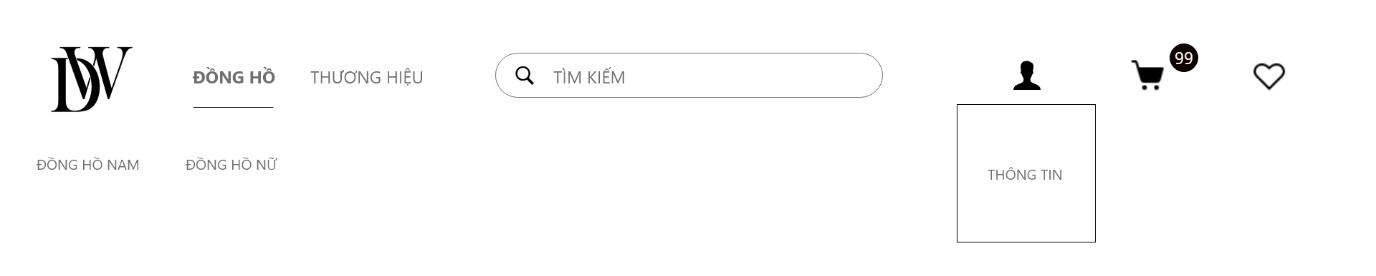 DW
ĐỒNG HỒ
THƯƠNG HIỆU
TÌM KIẾM
99
ĐỒNG HỒ NAM
ĐỒNG HỒ NỮ
THÔNG TIN